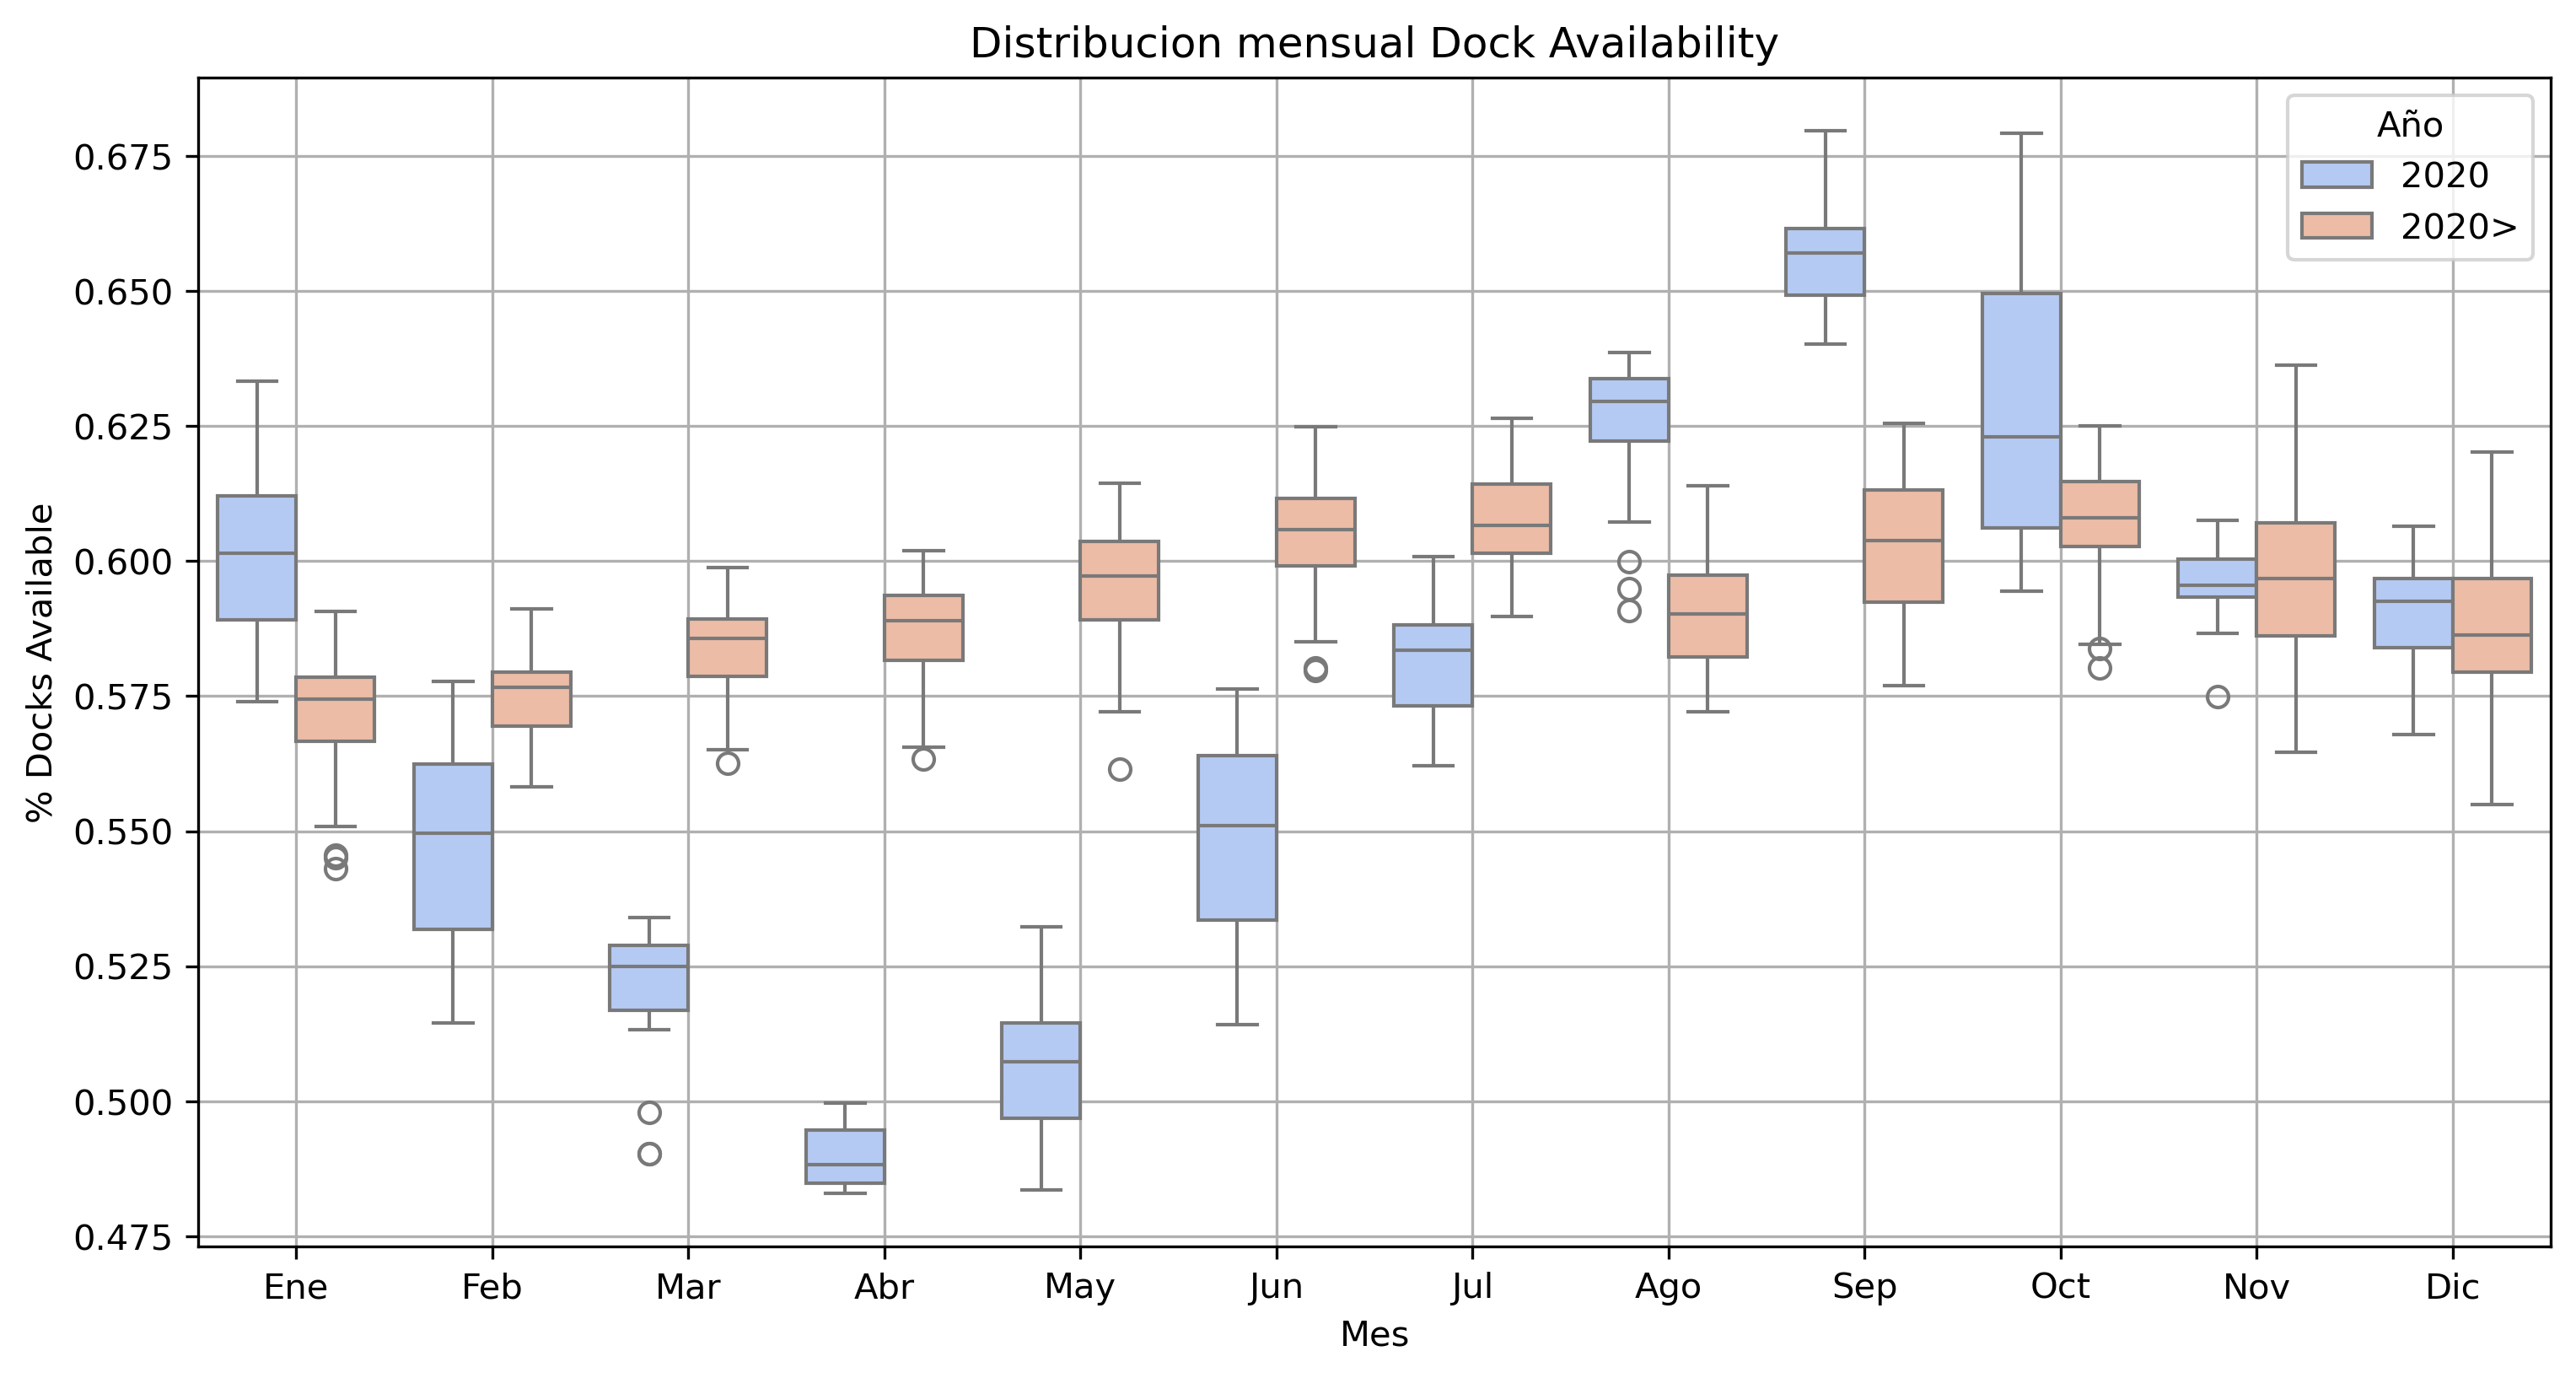 Distribucion mensual Dock Availability
Año
2020
2020>
% Docks Available
0.675
0.650
0.625
0.600
0.575
0.550
0.525
0.500
0.475
Ene Feb Mar Abr May Jun Jul Ago Sep Oct Nov Dic
Mes